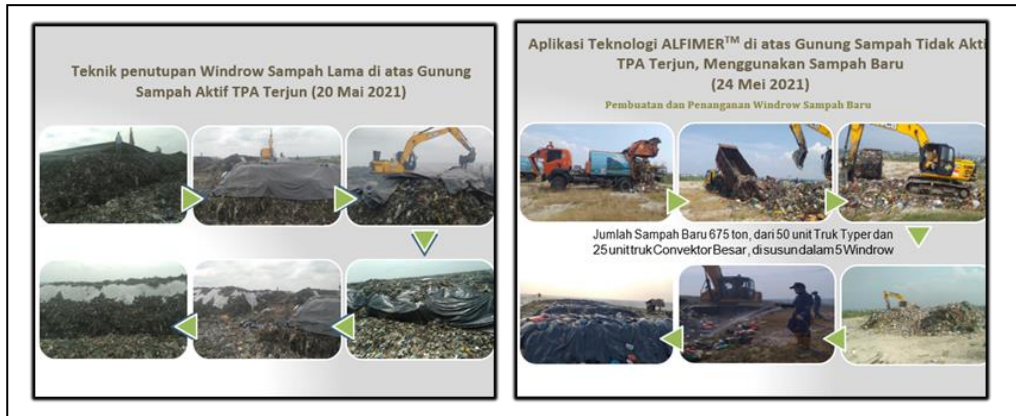 Teknik penutupan Windrow Sampah Lama di atas Gunung
Sampah Aktif TPA Terjun (20 Mai 2021)
Aplikasi Teknologi ALFIMER™ di atas Gunung Sampah Tidak Akti
TPA Terjun, Menggunakan Sampah Baru
(24 Mei 2021)
Pembuatan dan Penanganan Windrow Sampah Baru
Jumlah Sampah Baru 675 ton, dari 50 unit Truk Typer dan
25 unit truk Convektor Besar, di susun dalam 5 Windrow